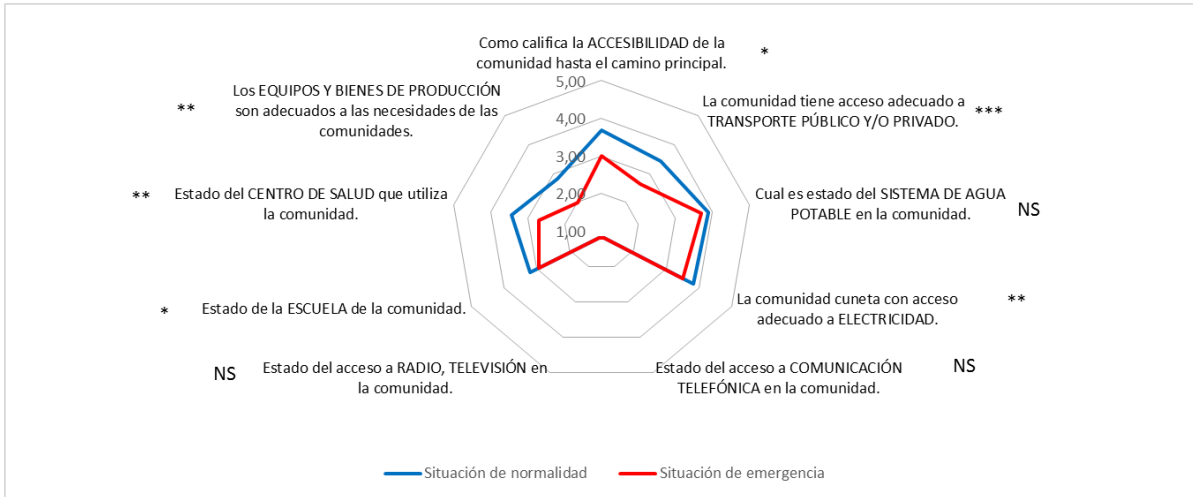 Como califica la ACCESIBILIDAD de la
comunidad hasta el camino principal.
*
Los EQUIPOS Y BIENES DE PRODUCCIÓN
son adecuados a las necesidades de las
comunidades.
**
5,00
4,00
3,00
2,00
1,00
La comunidad tiene acceso adecuado a
TRANSPORTE PÚBLICO Y/O PRIVADO.
***
Estado del CENTRO DE SALUD que utiliza
la comunidad.
**
Cual es estado del SISTEMA DE AGUA
POTABLE en la comunidad.
NS
Estado de la ESCUELA de la comunidad.
*
La comunidad cuneta con acceso
adecuado a ELECTRICIDAD.
**
Estado del acceso a RADIO, TELEVISIÓN en
la comunidad.
NS
Estado del acceso a COMUNICACIÓN
TELEFÓNICA en la comunidad.
NS
Situación de normalidad
Situación de emergencia